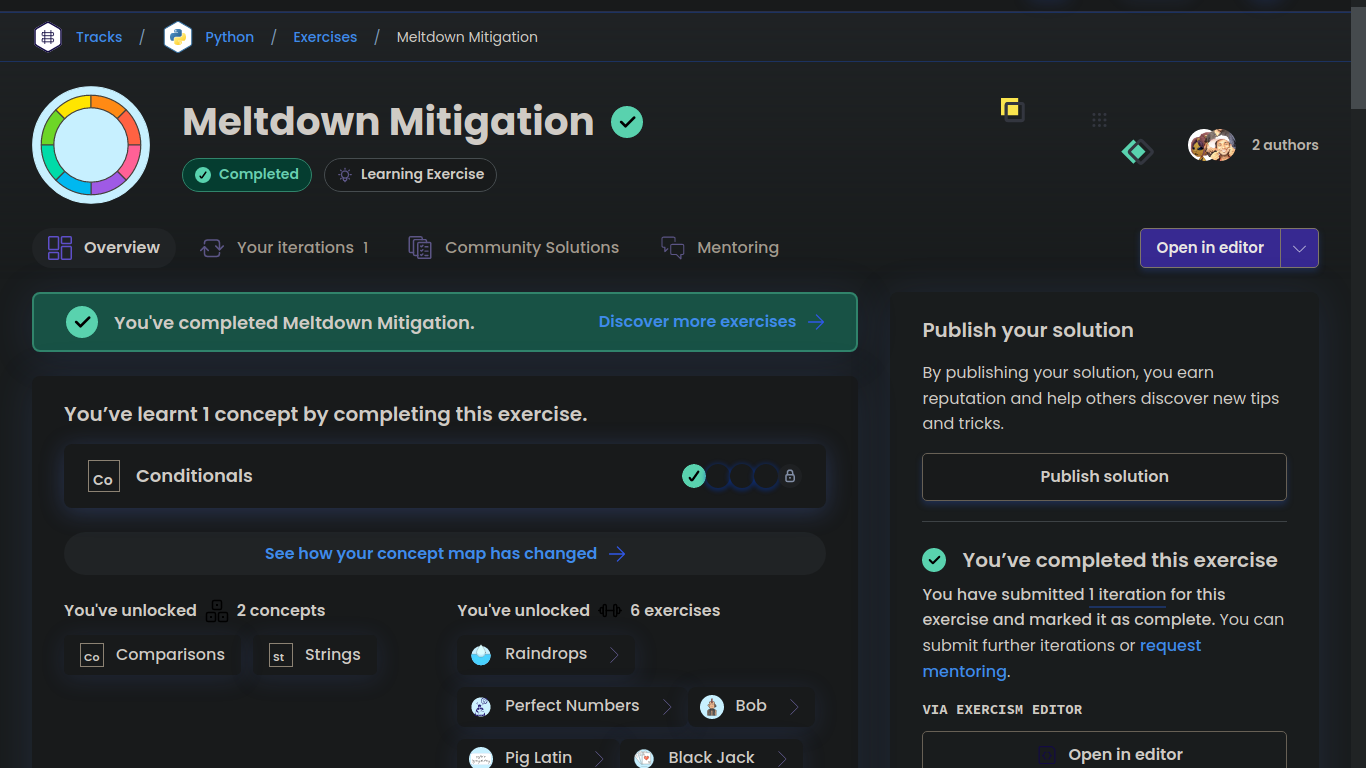 Tracks / Python / Exercises / Meltdown Mitigation
Meltdown Mitigation
2 authors
Completed Learning Exercise
Overview Your iterations 1 Community Solutions Mentoring Open in editor
You've completed Meltdown Mitigation. Discover more exercises
You’ve learnt 1 concept by completing this exercise.
Co Conditionals
See how your concept map has changed
You've unlocked 2 concepts
Co Comparisons St Strings
You've unlocked 6 exercises
Raindrops
Perfect Numbers Bob
Pig Latin Black Jack
Publish your solution
By publishing your solution, you earn
reputation and help others discover new tips
and tricks.
Publish solution
You’ve completed this exercise
You have submitted 1 iteration for this
exercise and marked it as complete. You can
submit further iterations or request
mentoring.
VIA EXERCISM EDITOR
Open in editor